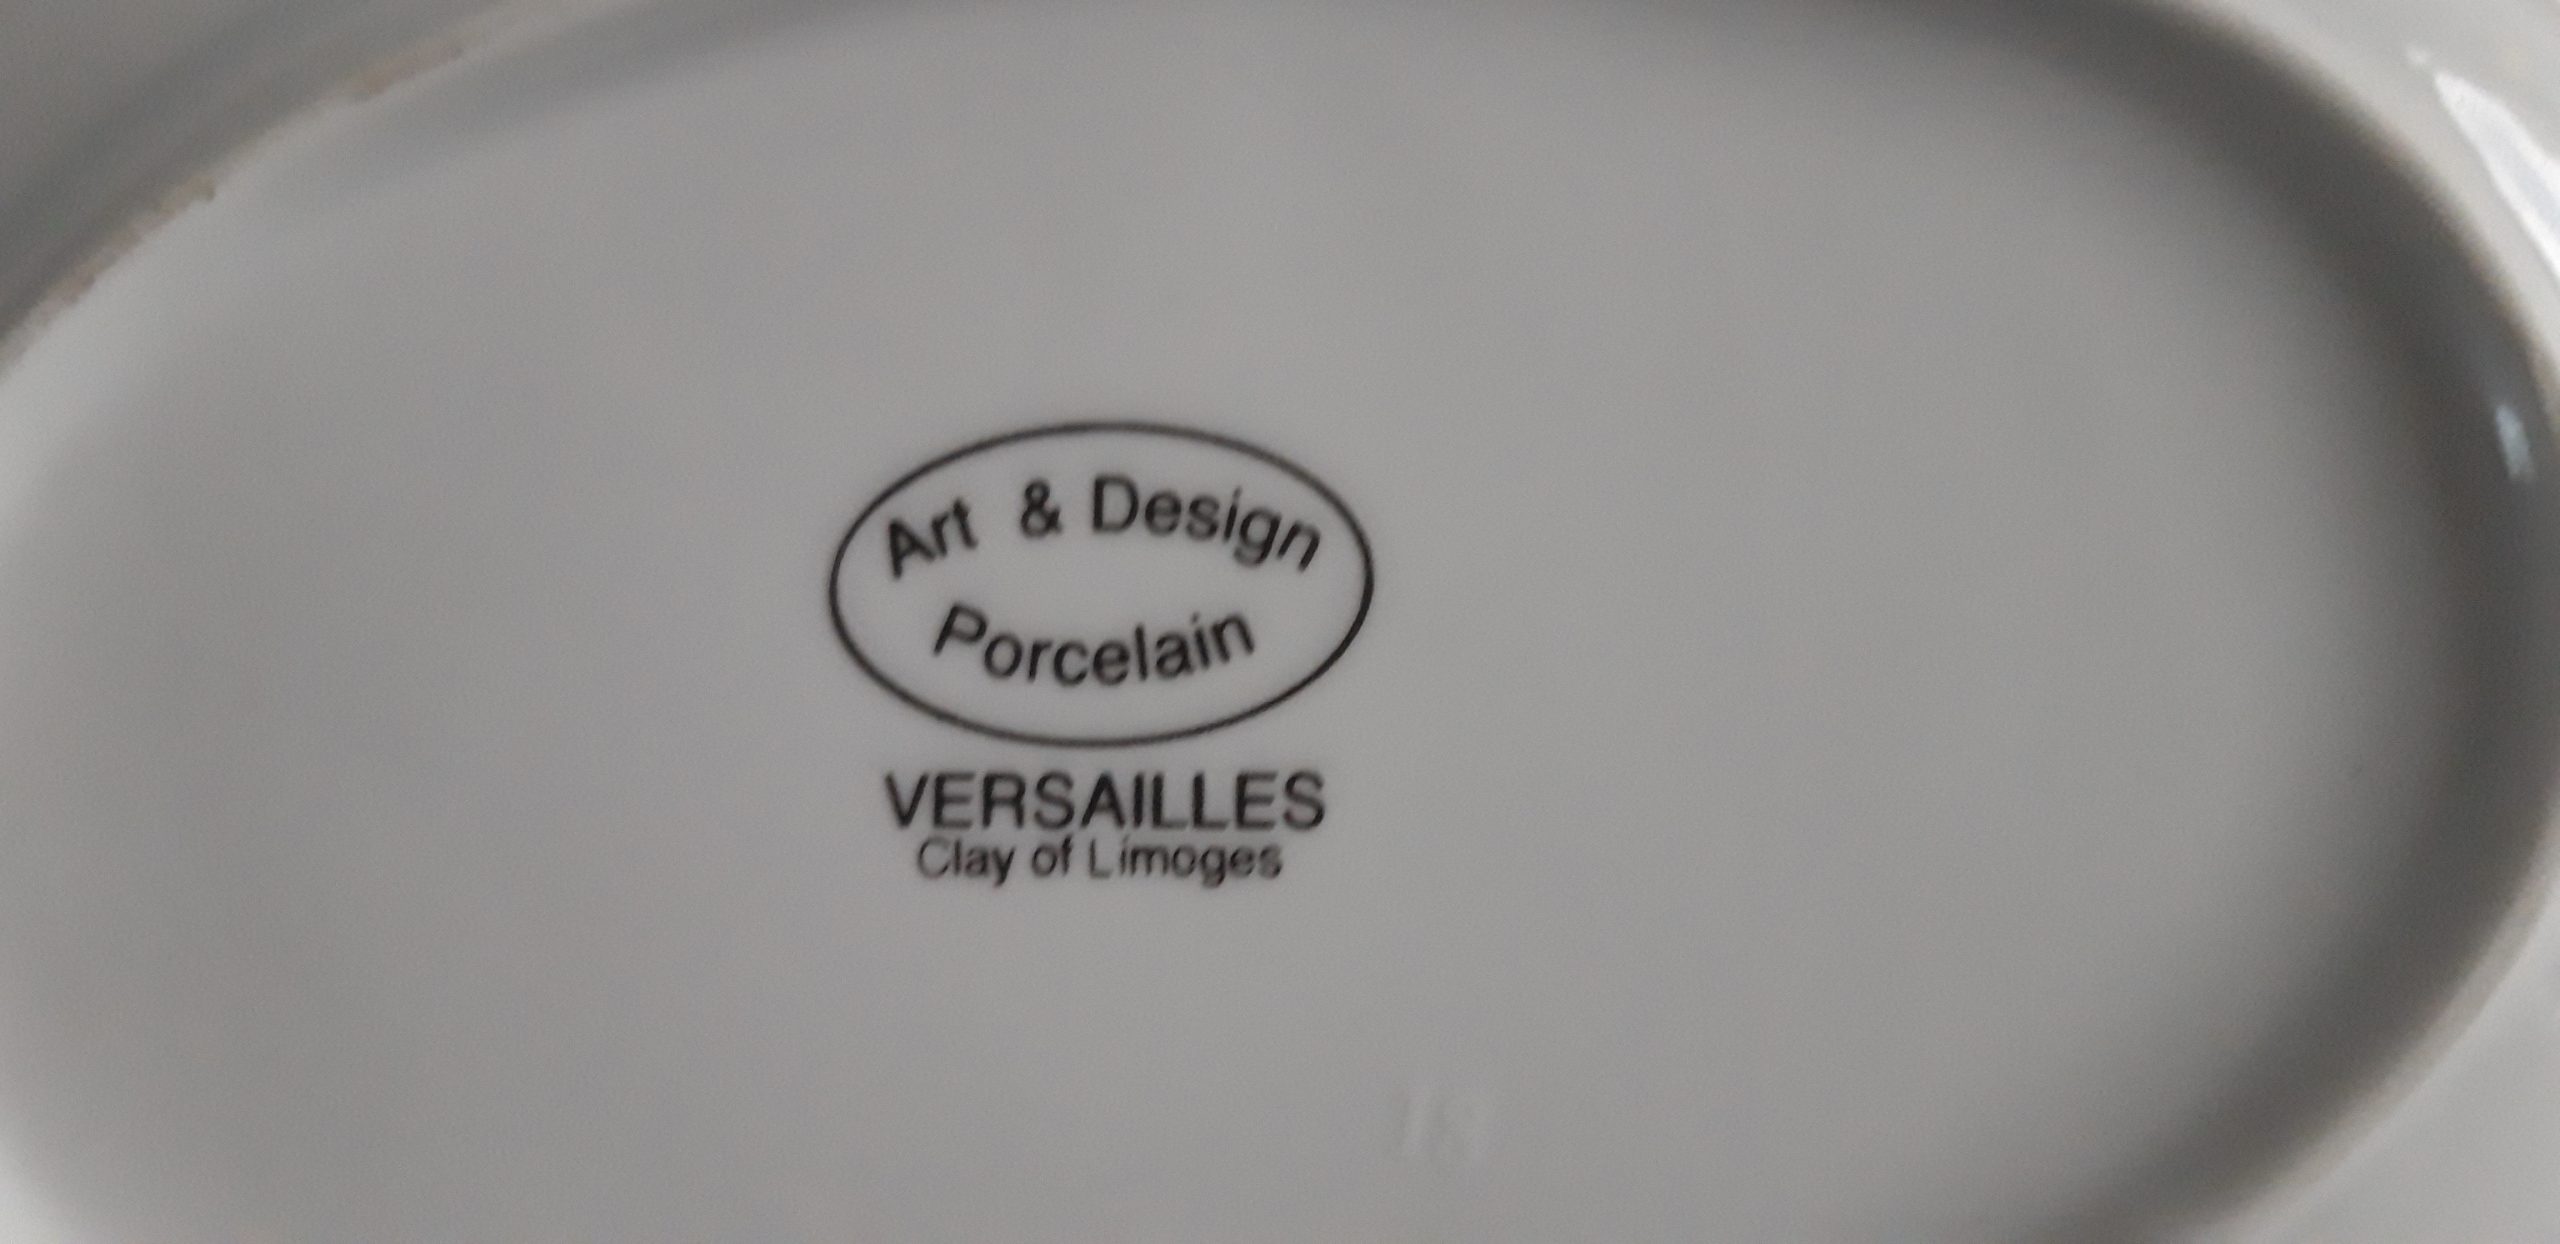 Art & Design
Porcelain
VERSAILLES
Clay of Limoges